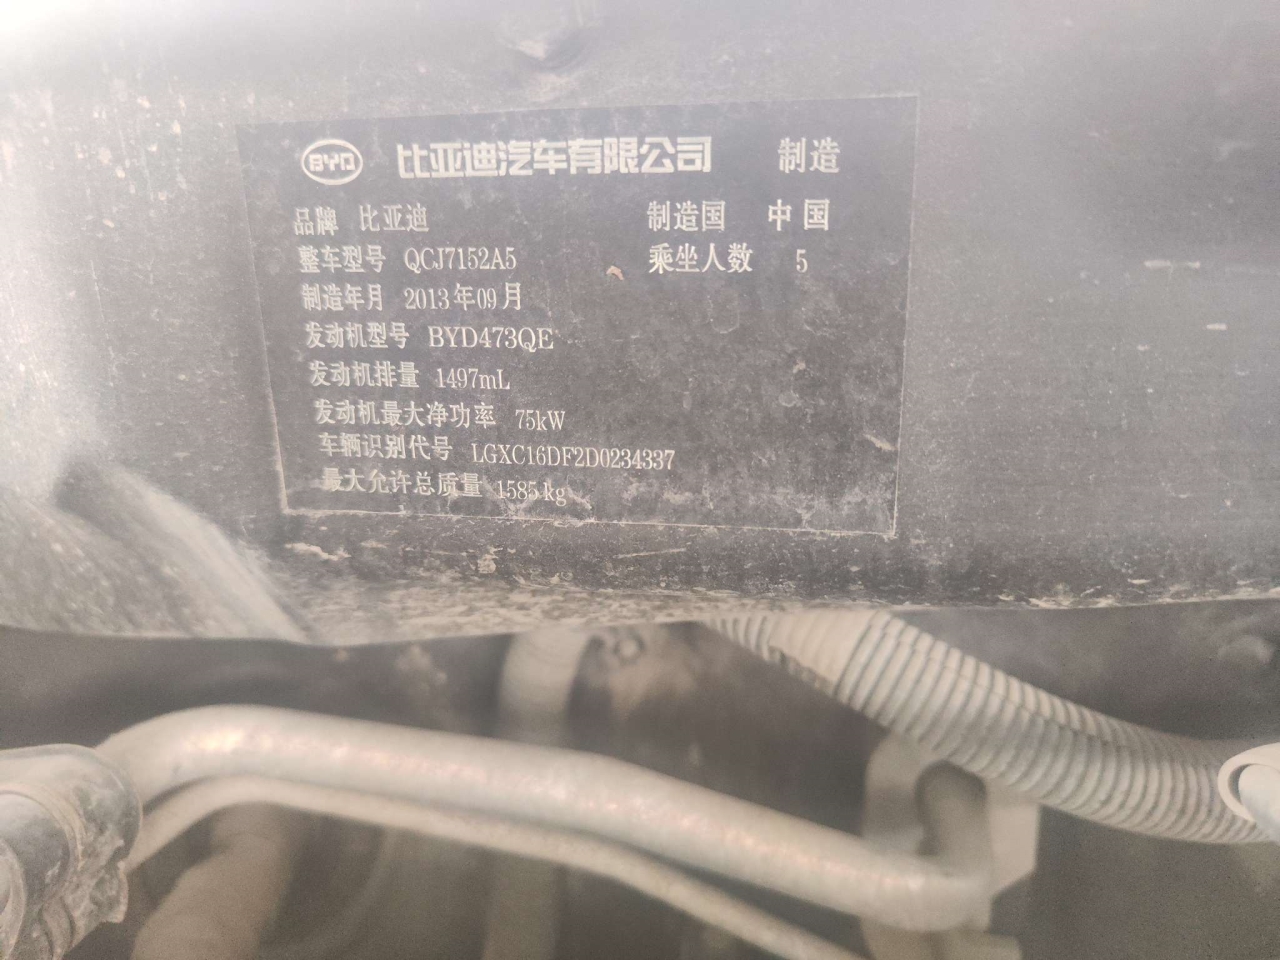 BYD 比亚迪汽车有限公司 制造
品牌 比亚迪 制造国 中国
整车型号 QCJ7152A5 乘坐人数 5
制造年月 2013年09月
发动机型号 BYD473QE
发动机排量 1497mL
发动机最大净功率 75kW
车辆识别代号 LGXC16DF2D0234337
最大允许总质量 1585kg